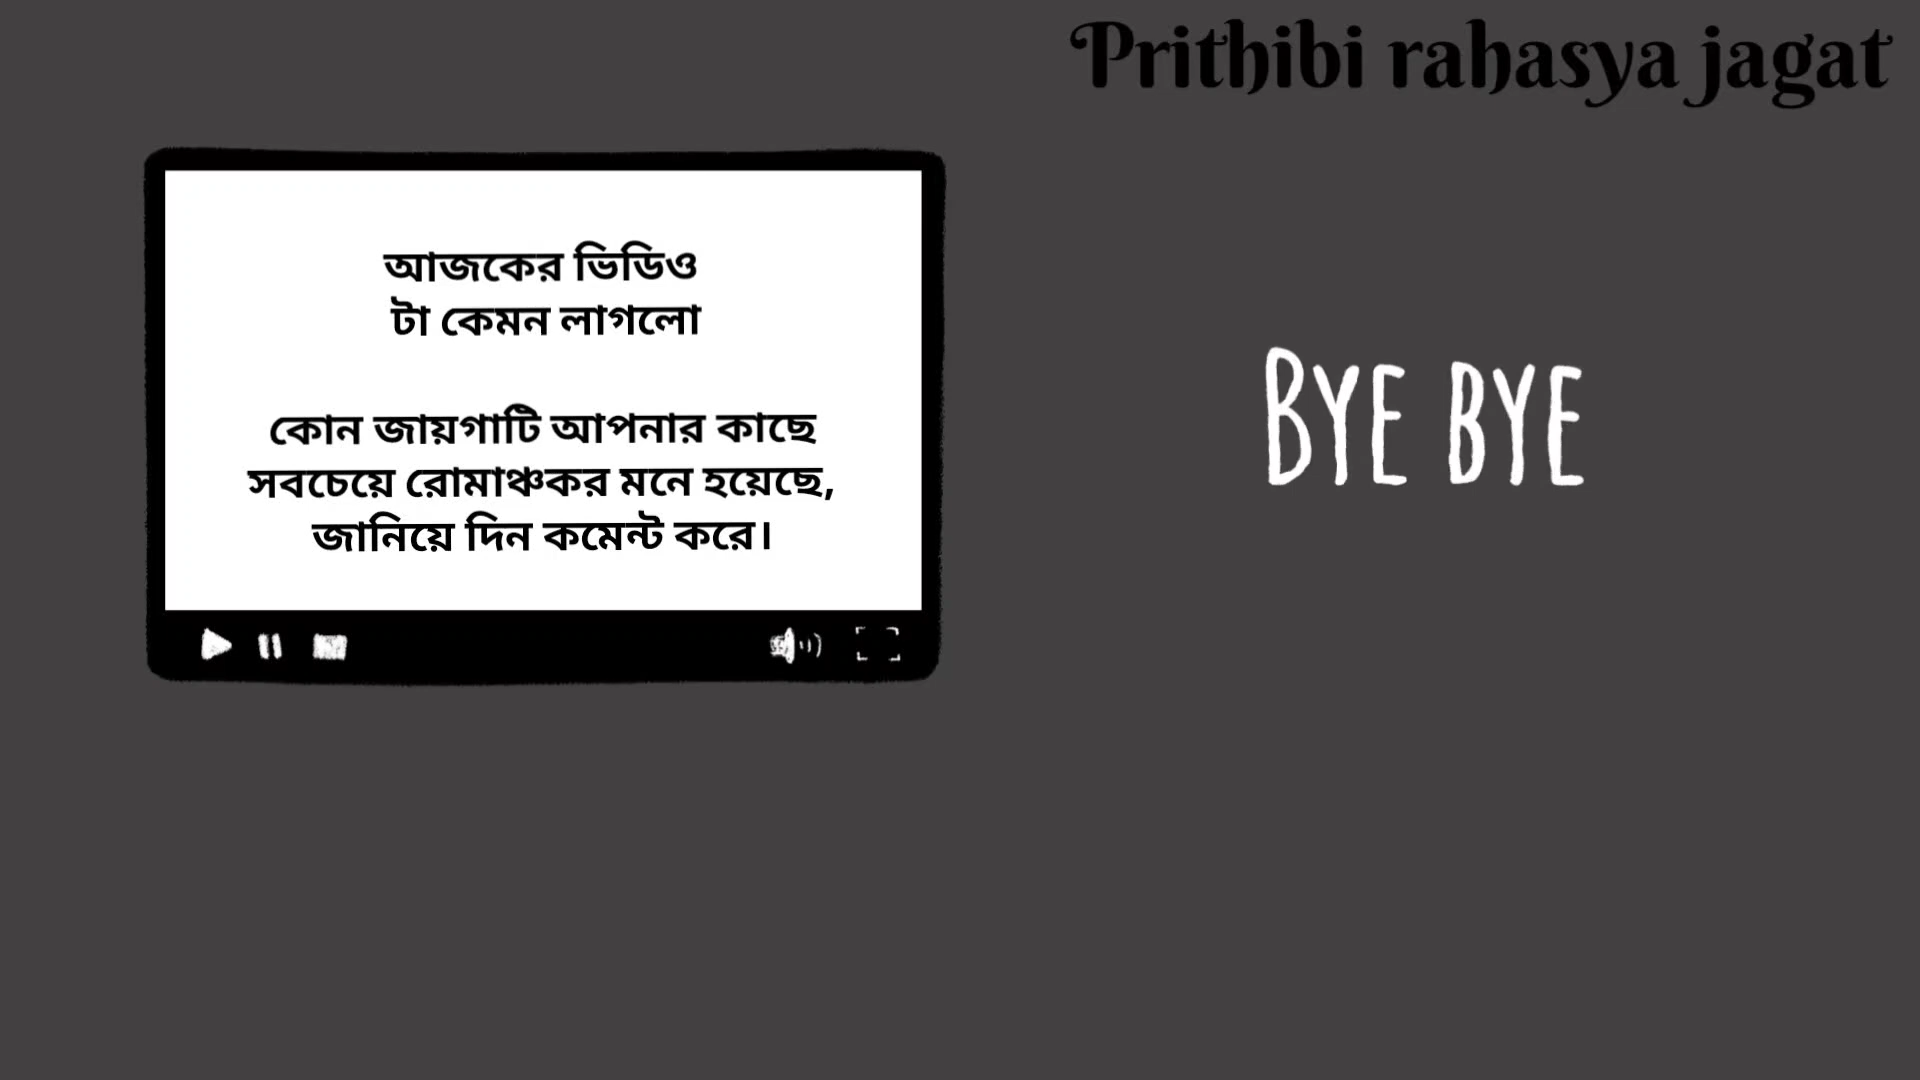 Prithibi rahasya jagat
আজকের ভিডিও
টা কেমন লাগলো
কোন জায়গাটি আপনার কাছে
সবচেয়ে রোমাঞ্চকর মনে হয়েছে,
জানিয়ে দিন কমেন্ট করে।
BYE BYE